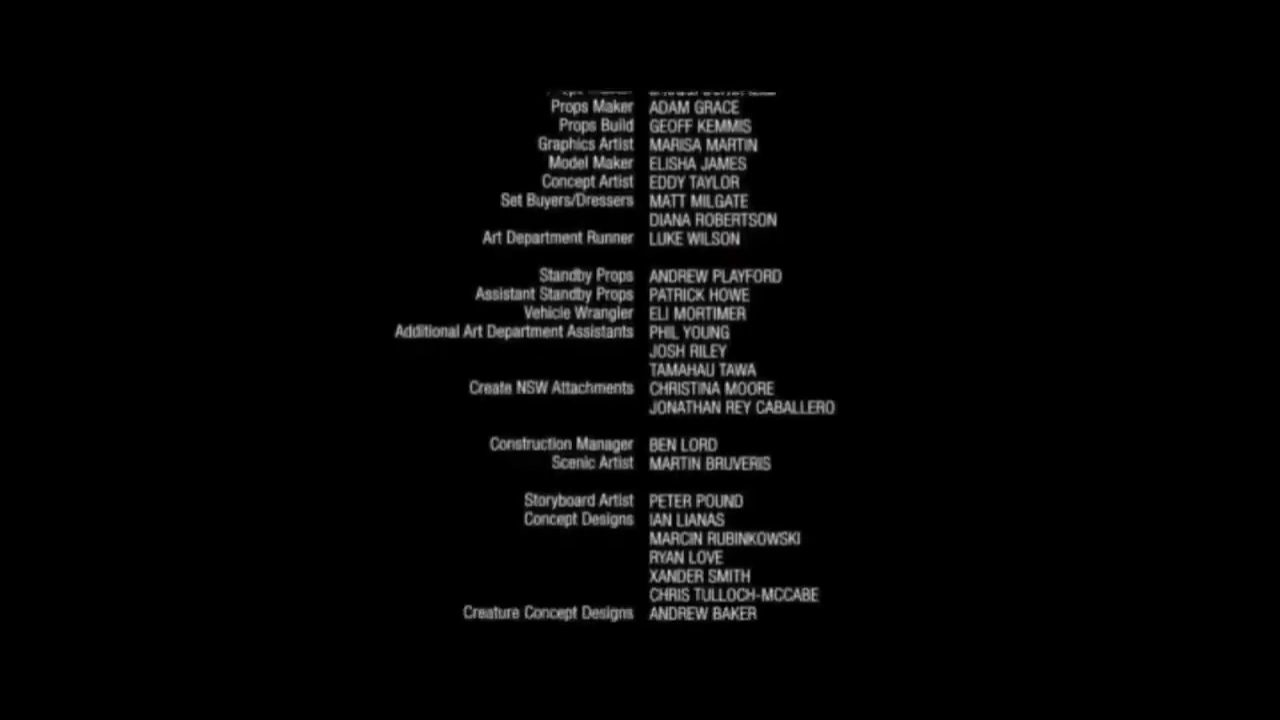 Props Maker ADAM GRACE
Props Build GEOFF KEMMIS
Graphics Artist MARISA MARTIN
Model Maker ELISHA JAMES
Concept Artist EDDY TAYLOR
Set Buyers/Dressers MATT MILGATE
DIANA ROBERTSON
Art Department Runner LUKE WILSON
Standby Props ANDREW PLAYFORD
Assistant Standby Props PATRICK HOWE
Vehicle Wrangler ELI MORTIMER
Additional Art Department Assistants PHIL YOUNG
JOSH RILEY
TAMAHAU TAWA
Create NSW Attachments CHRISTINA MOORE
JONATHAN REY CABALLERO
Construction Manager BEN LORD
Scenic Artist MARTIN BRUVERIS
Storyboard Artist PETER POUND
Concept Designs IAN LIANAS
MARCIN RUBINKOWSKI
RYAN LOVE
XANDER SMITH
CHRIS TULLOCH-MCCABE
Creature Concept Designs ANDREW BAKER